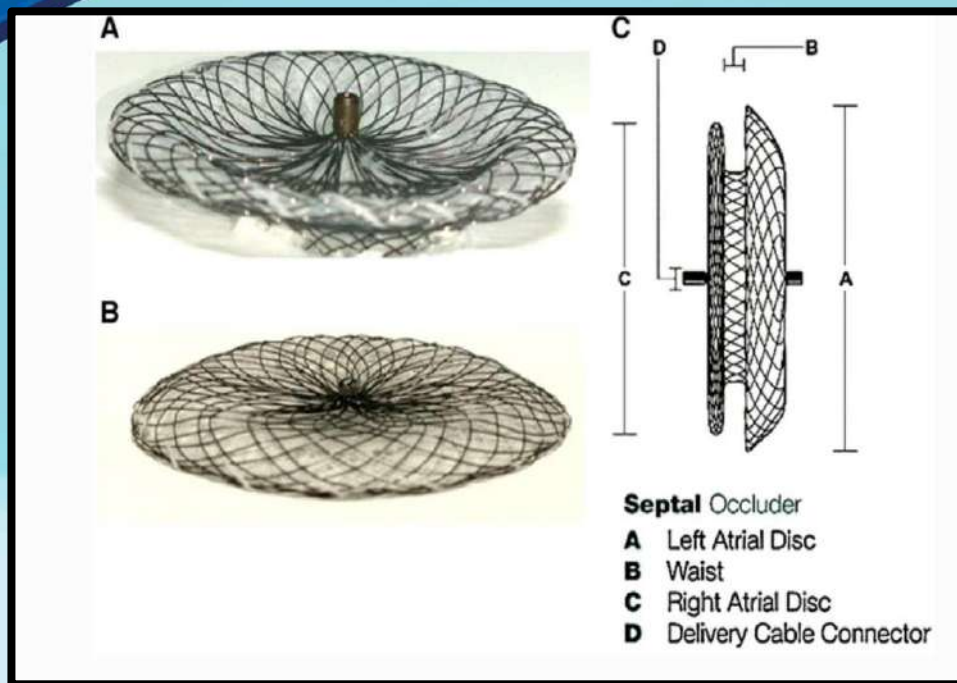 A
B
C
D
B
C
A
Septal Occluder
A Left Atrial Disc
B Waist
C Right Atrial Disc
D Delivery Cable Connector